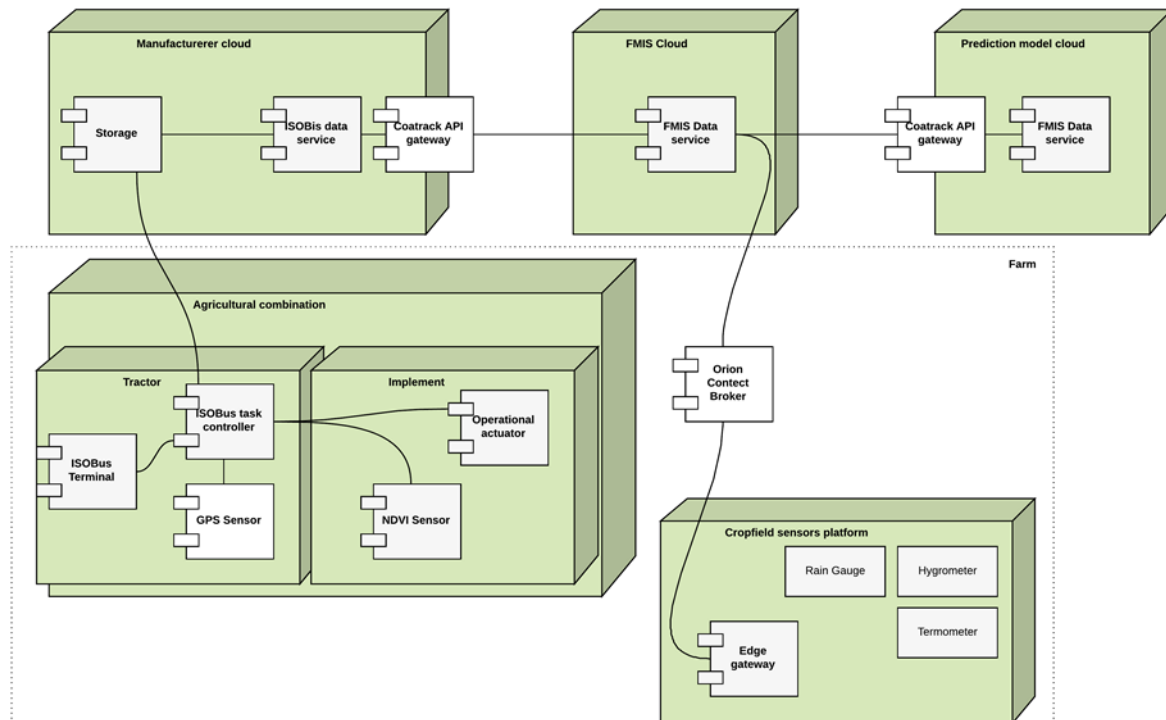 Manufacturerer cloud
FMIS Cloud
Prediction model cloud
Storage
ISOBis data
service
Coatrack API
gateway
FMIS Data
service
Coatrack API
gateway
FMIS Data
service
Farm
Agricultural combination
Tractor
Implement
ISOBus task
controller
Operational
actuator
Orion
Contect
Broker
ISOBus
Terminal
GPS Sensor
NDVI Sensor
Cropfield sensors platform
Rain Gauge
Hygrometer
Termometer
Edge
gateway